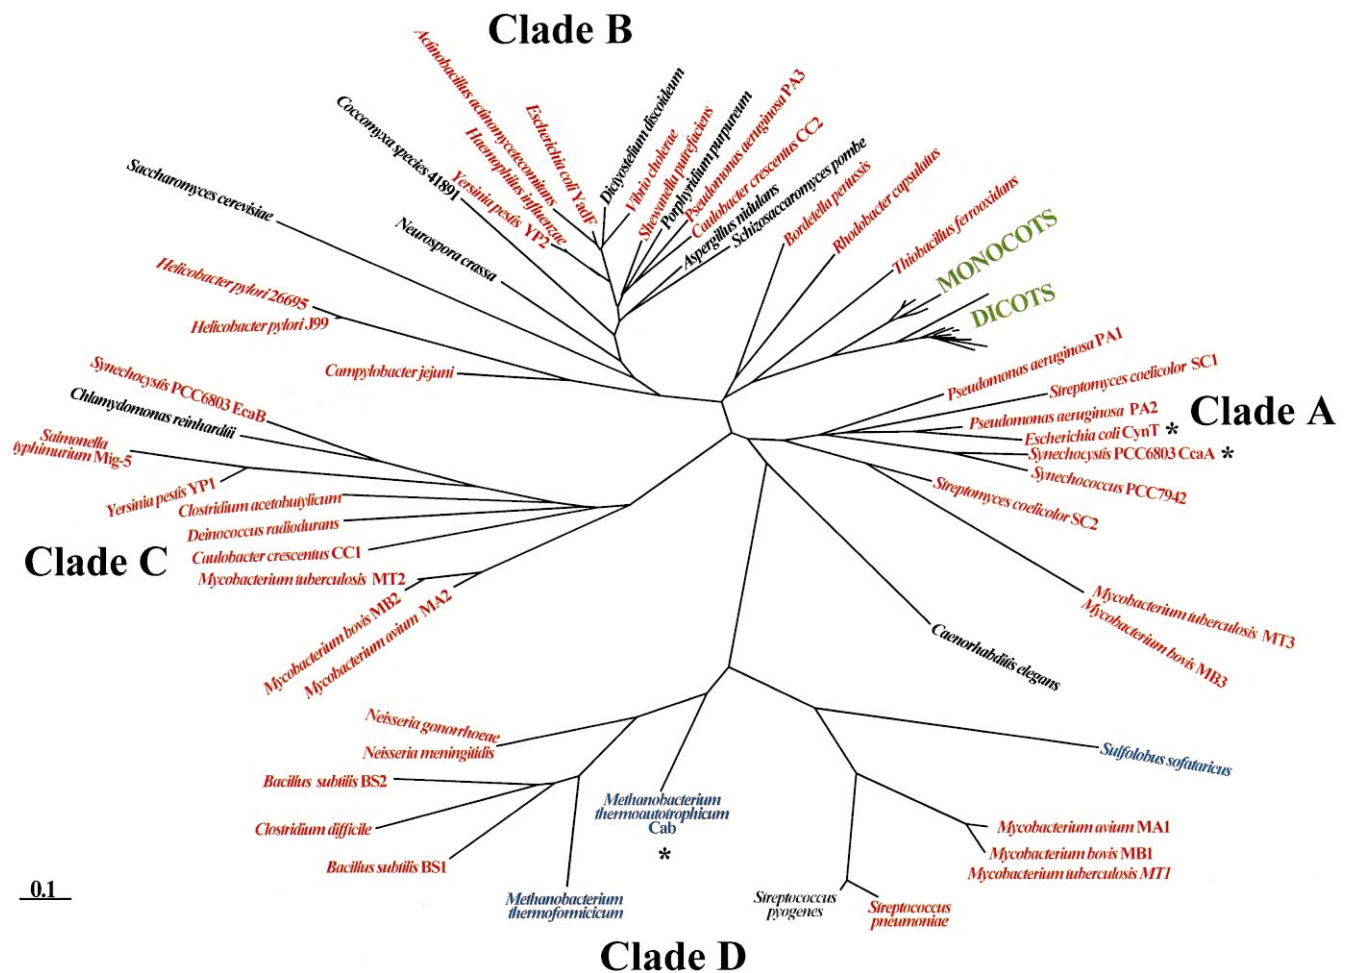 Clade B
Actinobacillus actinomycetecomitans
Haemophilus influenzae
Yersinia pestis YP2
Escherichia coli YadF
Dictyostelium discoideum
Vibrio cholerae
Shewanella putrefaciens
Porphyridium purpureum
Pseudomonas aeruginosa PA3
Caulobacter crescentus CC2
Aspergillus nidulans
Schizosaccaromyces pombe
Coccomyxa species 41891
Saccharomyces cerevisiae
Neurospora crassa
Helicobacter pylori 26695
Helicobacter pylori J99
Campylobacter jejuni
Bordetella pertussis
Rhodobacter capsulatus
Thiobacillus ferrooxidans
MONOCOTS
DICOTS
Clade A
Pseudomonas aeruginosa PA1
Streptomyces coelicolor SC1
Pseudomonas aeruginosa PA2
Escherichia coli CynT *
Synechocystis PCC6803 CcaA *
Synechococcus PCC7942
Streptomyces coelicolor SC2
Mycobacterium tuberculosis MT3
Mycobacterium bovis MB3
Caenorhabditis elegans
Synechocystis PCC6803 EcaB
Chlamydomonas reinhardtii
Salmonella
typhimurium Mig-5
Yersinia pestis YP1
Clostridium acetobutylicum
Deinococcus radiodurans
Caulobacter crescentus CC1
Clade C
Mycobacterium tuberculosis MT2
Mycobacterium bovis MB2
Mycobacterium avium MA2
Neisseria gonorrhoeae
Neisseria meningitidis
Bacillus subtilis BS2
Clostridium difficile
Bacillus subtilis BS1
Methanobacterium
thermoautotrophicum
Cab
*
Methanobacterium
thermoformicicum
Sulfolobus sofataricus
Mycobacterium avium MA1
Mycobacterium bovis MB1
Mycobacterium tuberculosis MT1
Streptococcus
pyogenes
Streptococcus
pneumoniae
0.1
Clade D